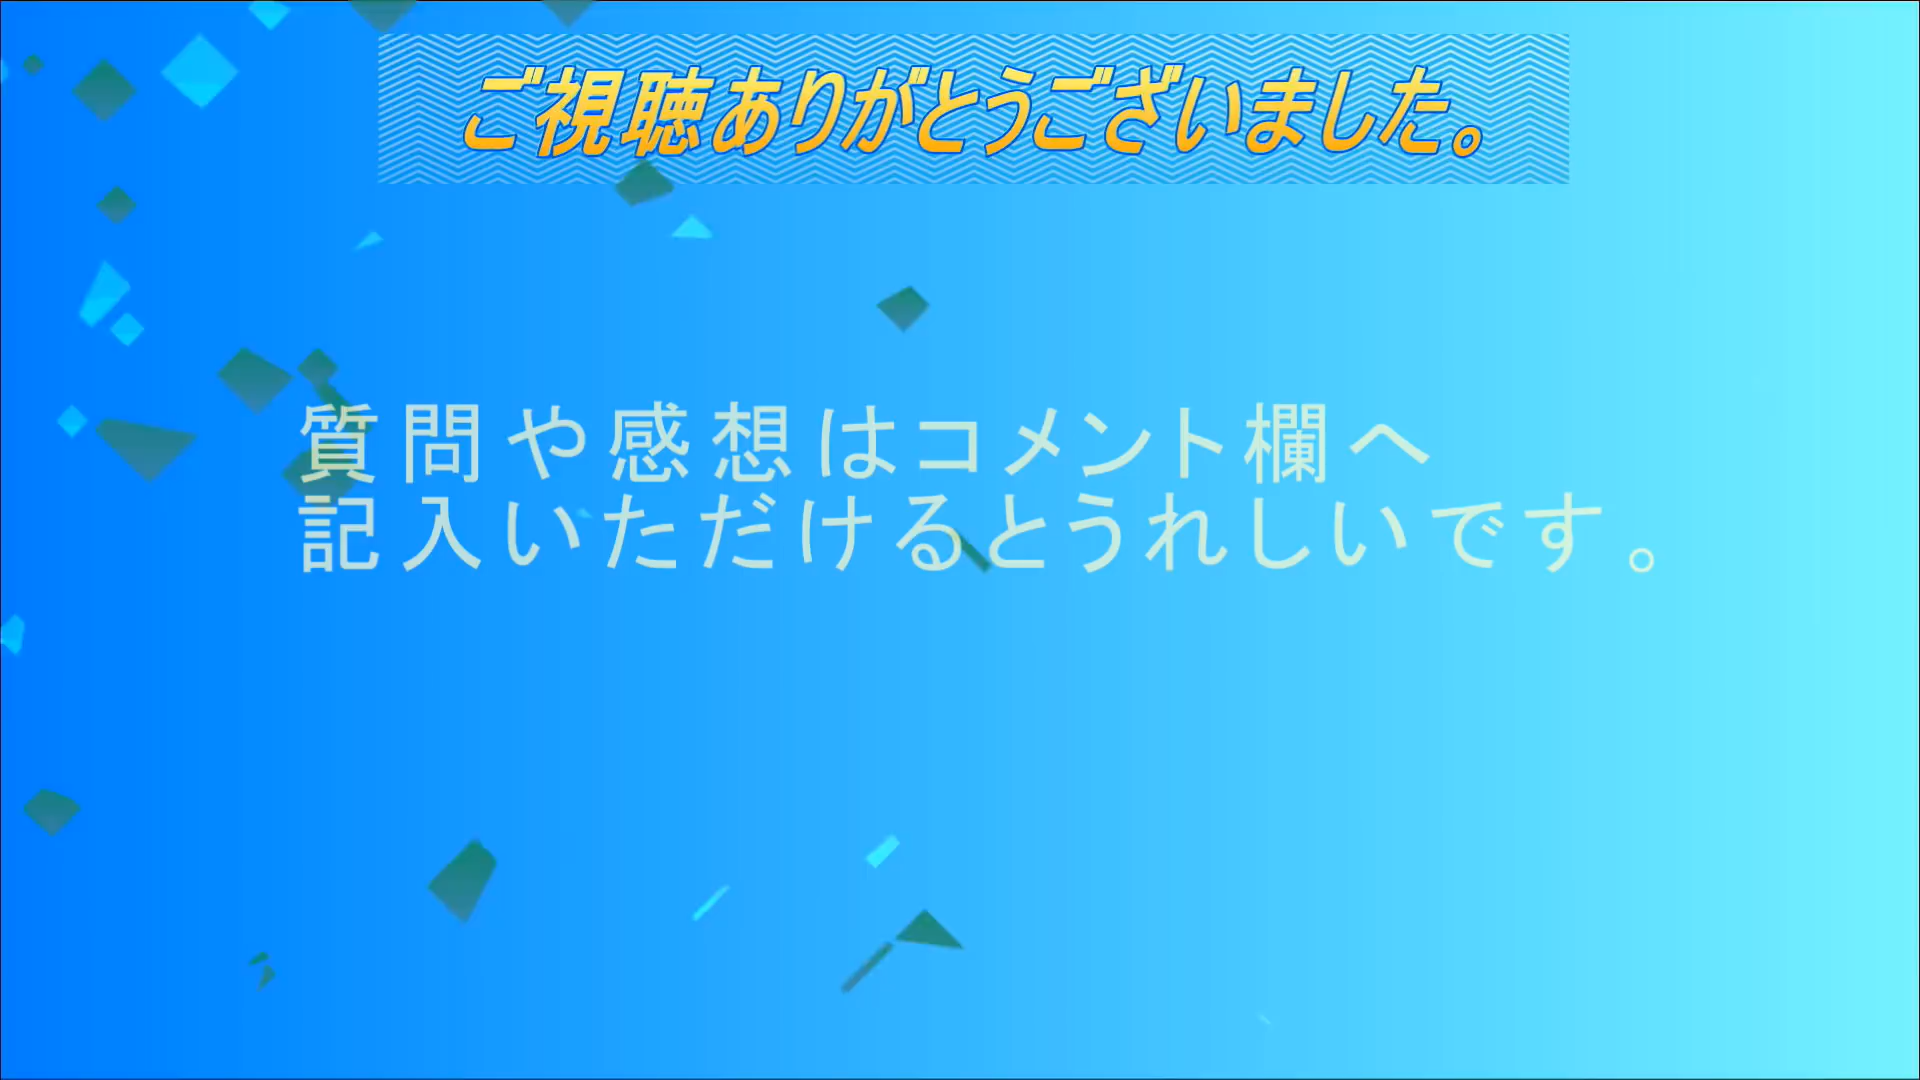 ご視聴ありがとうございました。
質問や感想はコメント欄へ
記入いただけるとうれしいです。